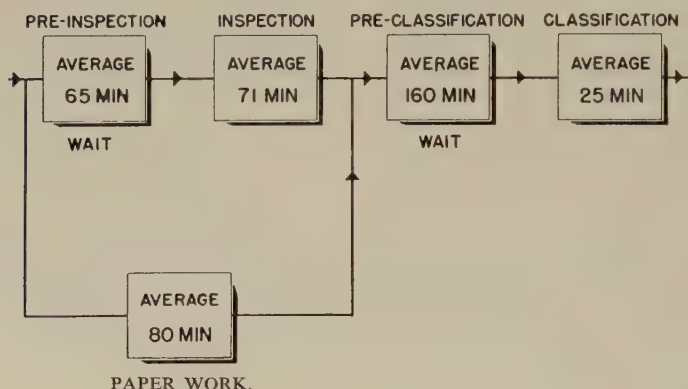 PRE-INSPECTION
INSPECTION
PRE-CLASSIFICATION
CLASSIFICATION
AVERAGE
65 MIN
AVERAGE
71 MIN
AVERAGE
160 MIN
AVERAGE
25 MIN
WAIT
WAIT
AVERAGE
80 MIN
PAPER WORK.